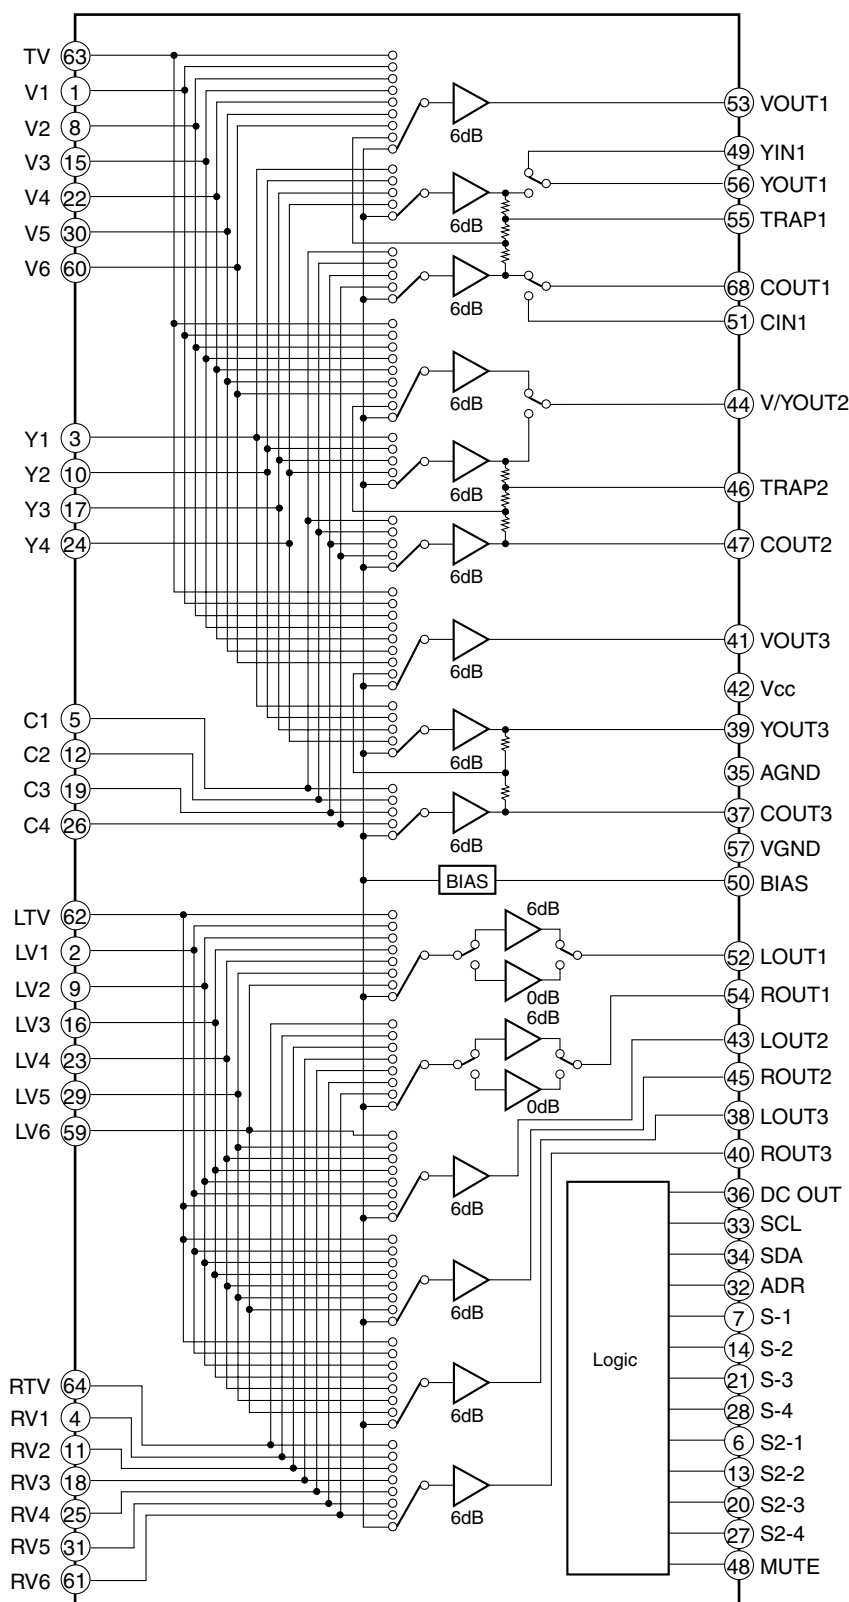 TV 63
V1 1
V2 8
V3 15
V4 22
V5 30
V6 60
Y1 3
Y2 10
Y3 17
Y4 24
C1 5
C2 12
C3 19
C4 26
LTV 62
LV1 2
LV2 9
LV3 16
LV4 23
LV5 29
LV6 59
RTV 64
RV1 4
RV2 11
RV3 18
RV4 25
RV5 31
RV6 61
6dB
6dB
6dB
6dB
6dB
6dB
6dB
6dB
6dB
BIAS
6dB
0dB
6dB
0dB
6dB
6dB
6dB
6dB
Logic
53 VOUT1
49 YIN1
56 YOUT1
55 TRAP1
68 COUT1
51 CIN1
44 V/YOUT2
46 TRAP2
47 COUT2
41 VOUT3
42 Vcc
39 YOUT3
35 AGND
37 COUT3
57 VGND
50 BIAS
52 LOUT1
54 ROUT1
43 LOUT2
45 ROUT2
38 LOUT3
40 ROUT3
36 DC OUT
33 SCL
34 SDA
32 ADR
7 S-1
14 S-2
21 S-3
28 S-4
6 S2-1
13 S2-2
20 S2-3
27 S2-4
48 MUTE